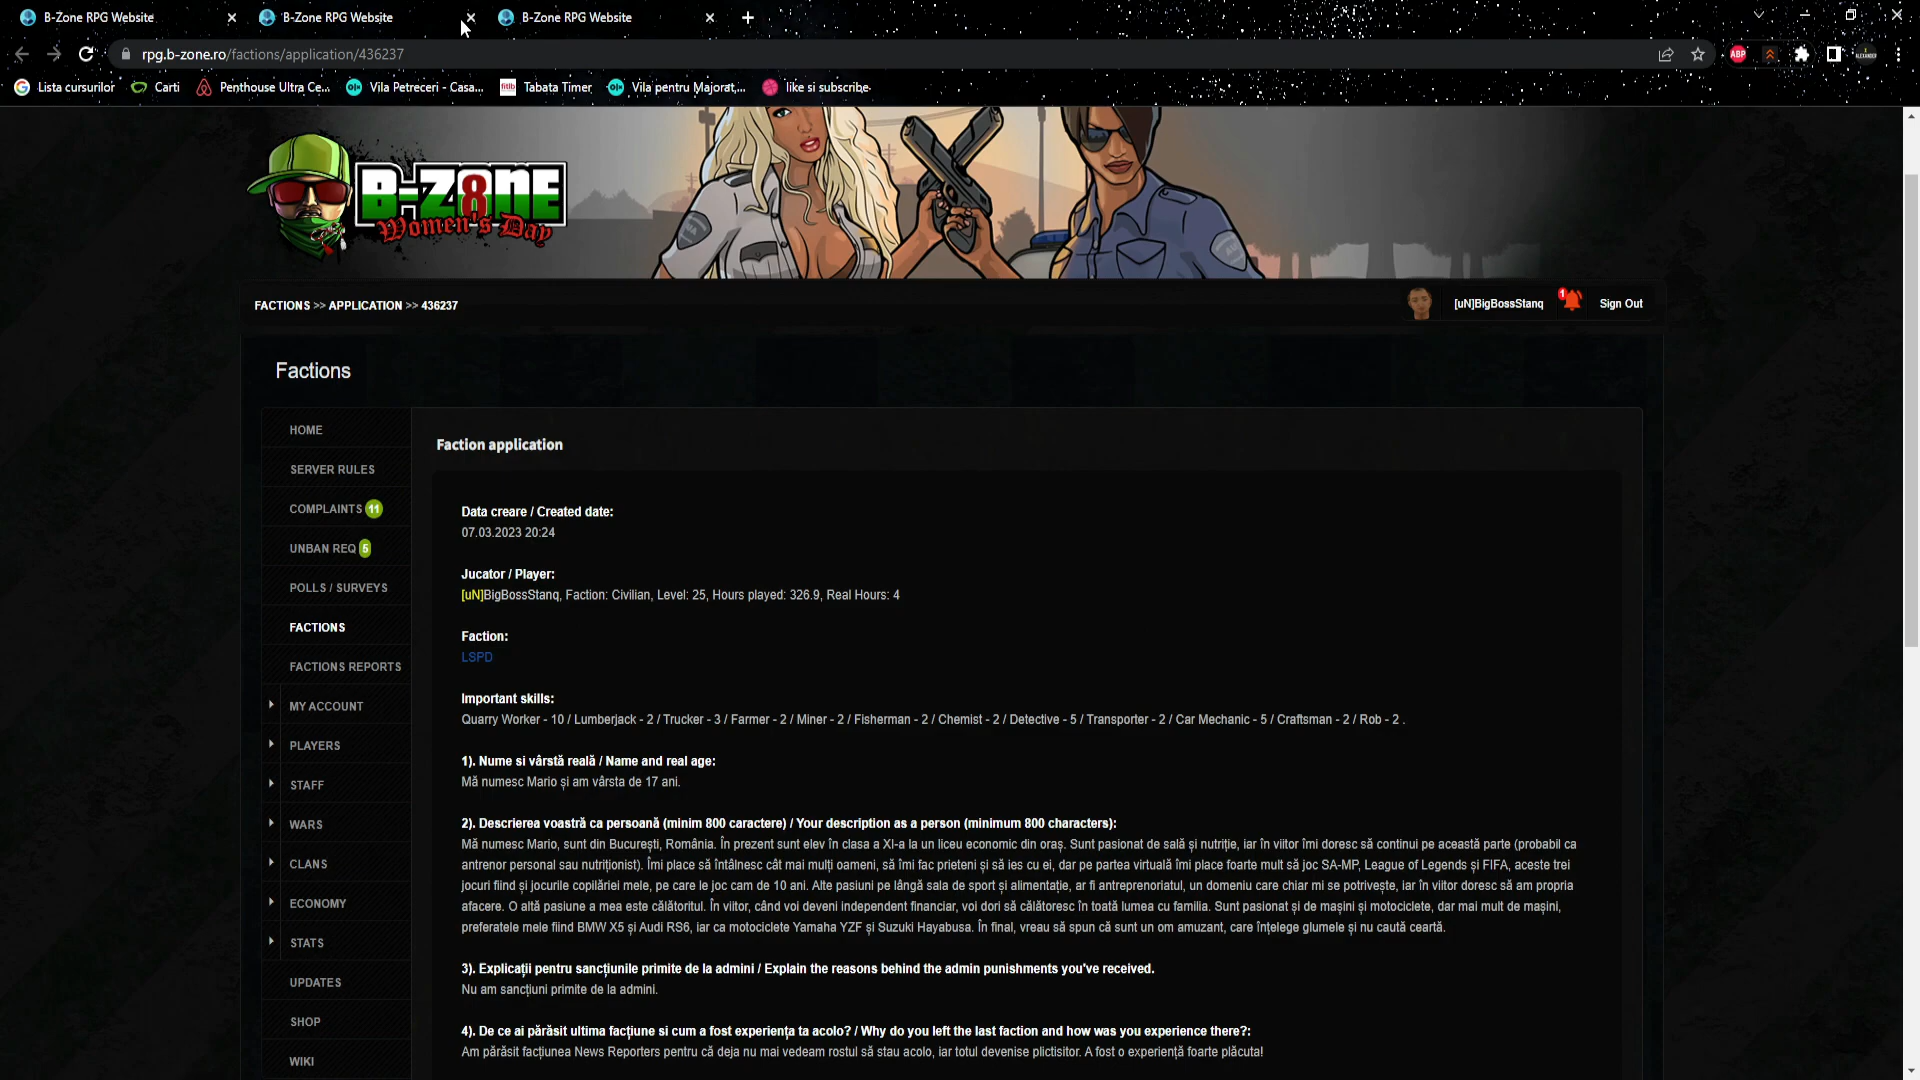 B-Zone RPG Website
B-Zone RPG Website
B-Zone RPG Website
rpg.b-zone.ro/factions/application/436237
ABP
Lista cursurilor
Carti
Penthouse Ultra Ce...
Vila Petreceri - Casa...
Tabata Timer
Vila pentru Majorat,...
like si subscribe
B-Z8NE
Women's Day
FACTIONS >> APPLICATION >> 436237
[uN]BigBossStanq
1
Sign Out
Factions
HOME
SERVER RULES
COMPLAINTS 11
UNBAN REQ 5
POLLS / SURVEYS
FACTIONS
FACTIONS REPORTS
MY ACCOUNT
PLAYERS
STAFF
WARS
CLANS
ECONOMY
STATS
UPDATES
SHOP
WIKI
Faction application
Data creare / Created date:
07.03.2023 20:24
Jucator / Player:
[uN]BigBossStanq, Faction: Civilian, Level: 25, Hours played: 326.9, Real Hours: 4
Faction:
LSPD
Important skills:
Quarry Worker - 10 / Lumberjack - 2 / Trucker - 3 / Farmer - 2 / Miner - 2 / Fisherman - 2 / Chemist - 2 / Detective - 5 / Transporter - 2 / Car Mechanic - 5 / Craftsman - 2 / Rob - 2 .
1). Nume si vârstă reală / Name and real age:
Mă numesc Mario și am vârsta de 17 ani.
2). Descrierea voastră ca persoană (minim 800 caractere) / Your description as a person (minimum 800 characters):
Mă numesc Mario, sunt din București, România. În prezent sunt elev în clasa a XI-a la un liceu economic din oraș. Sunt pasionat de sală și nutriție, iar în viitor îmi doresc să continui pe această parte (probabil ca
antrenor personal sau nutriționist). Îmi place să întâlnesc cât mai mulți oameni, să îmi fac prieteni și să ies cu ei, dar pe partea virtuală îmi place foarte mult să joc SA-MP, League of Legends și FIFA, aceste trei
jocuri fiind și jocurile copilăriei mele, pe care le joc cam de 10 ani. Alte pasiuni pe lângă sala de sport și alimentație, ar fi antreprenoriatul, un domeniu care chiar mi se potrivește, iar în viitor doresc să am propria
afacere. O altă pasiune a mea este călătoritul. În viitor, când voi deveni independent financiar, voi dori să călătoresc în toată lumea cu familia. Sunt pasionat și de mașini și motociclete, dar mai mult de mașini,
preferatele mele fiind BMW X5 și Audi RS6, iar ca motociclete Yamaha YZF și Suzuki Hayabusa. În final, vreau să spun că sunt un om amuzant, care înțelege glumele și nu caută ceartă.
3). Explicații pentru sancțiunile primite de la admini / Explain the reasons behind the admin punishments you've received.
Nu am sancțiuni primite de la admini.
4). De ce ai părăsit ultima facțiune si cum a fost experiența ta acolo? / Why do you left the last faction and how was you experience there?:
Am părăsit facțiunea News Reporters pentru că deja nu mai vedeam rostul să stau acolo, iar totul devenise plictisitor. A fost o experiență foarte plăcuta!